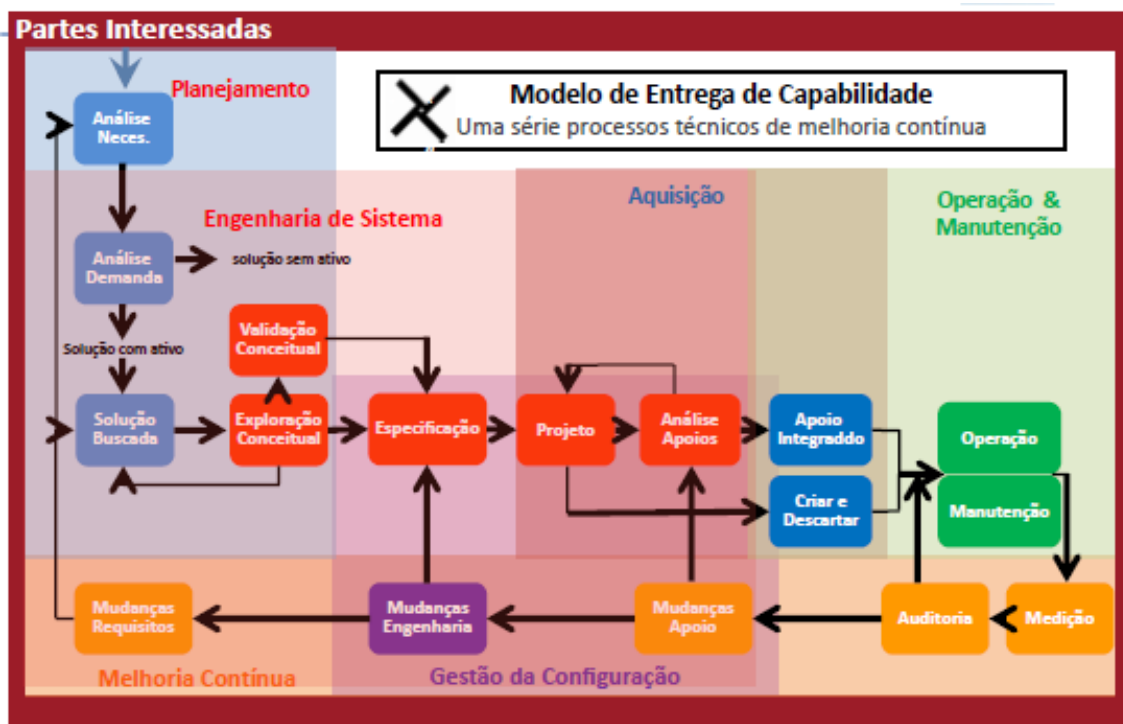 Partes Interessadas
Planejamento
Modelo de Entrega de Capabilidade
Uma série processos técnicos de melhoria contínua
Análise
Neces.
Aquisição
Operação &
Manutenção
Engenharia de Sistema
Análise
Demanda
solução sem ativo
Validação
Conceitual
Solução com ativo
Solução
Buscada
Exploração
Conceitual
Especificação
Projeto
Análise
Apoios
Apoio
Integraddo
Operação
Criar e
Descartar
Manutenção
Mudanças
Requisitos
Mudanças
Engenharia
Mudanças
Apoio
Auditoria
Medição
Melhoria Contínua
Gestão da Configuração